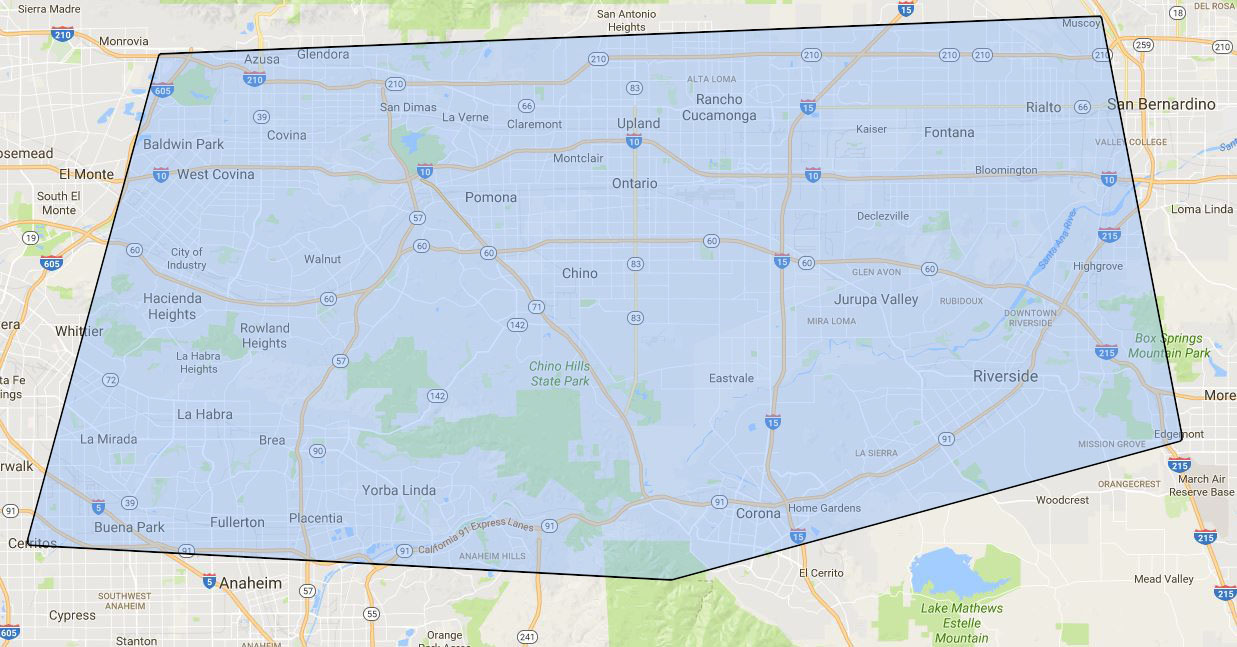 Sierra Madre
San Antonio
Heights
15
18
DEL ROSA
Muscoy
210
Monrovia
Glendora
Azusa
210
210
210
210
210
259
210
605
210
210
83
ALTA LOMA
39
San Dimas
66
La Verne
Claremont
Upland
Rancho
Cucamonga
15
Kaiser
Fontana
Rialto
66
San Bernardino
Baldwin Park
Covina
10
VALLEY COLLEGE
osemead
El Monte
10
West Covina
10
Montclair
Ontario
10
Bloomington
10
South El
Monte
Pomona
57
Declezville
Loma Linda
19
605
60
City of
Industry
Walnut
60
60
60
15
60
GLEN AVON
60
Santa Ana River
215
Highgrove
Chino
83
Hacienda
Heights
60
71
142
83
Jurupa Valley
MIRA LOMA
RUBIDOUX
DOWNTOWN
RIVERSIDE
era
Whittier
Rowland
Heights
La Habra
Heights
57
Chino Hills
State Park
Eastvale
215
Box Springs
Mountain Park
Riverside
ta Fe
ings
72
142
More
La Habra
La Mirada
Brea
90
15
LA SIERRA
91
MISSION GROVE
Edgemont
rwalk
215
91
5
39
Yorba Linda
Buena Park
Fullerton
Placentia
91
Corona
Home Gardens
Woodcrest
ORANGECREST
March Air
Reserve Base
Cerritos
91
91
California 91 Express Lanes
91
ANAHEIM HILLS
15
215
5
Anaheim
El Cerrito
Mead Valley
SOUTHWEST
ANAHEIM
57
Cypress
55
Lake Mathews
Estelle
Mountain
215
605
Stanton
ANAHEIM
Orange
241